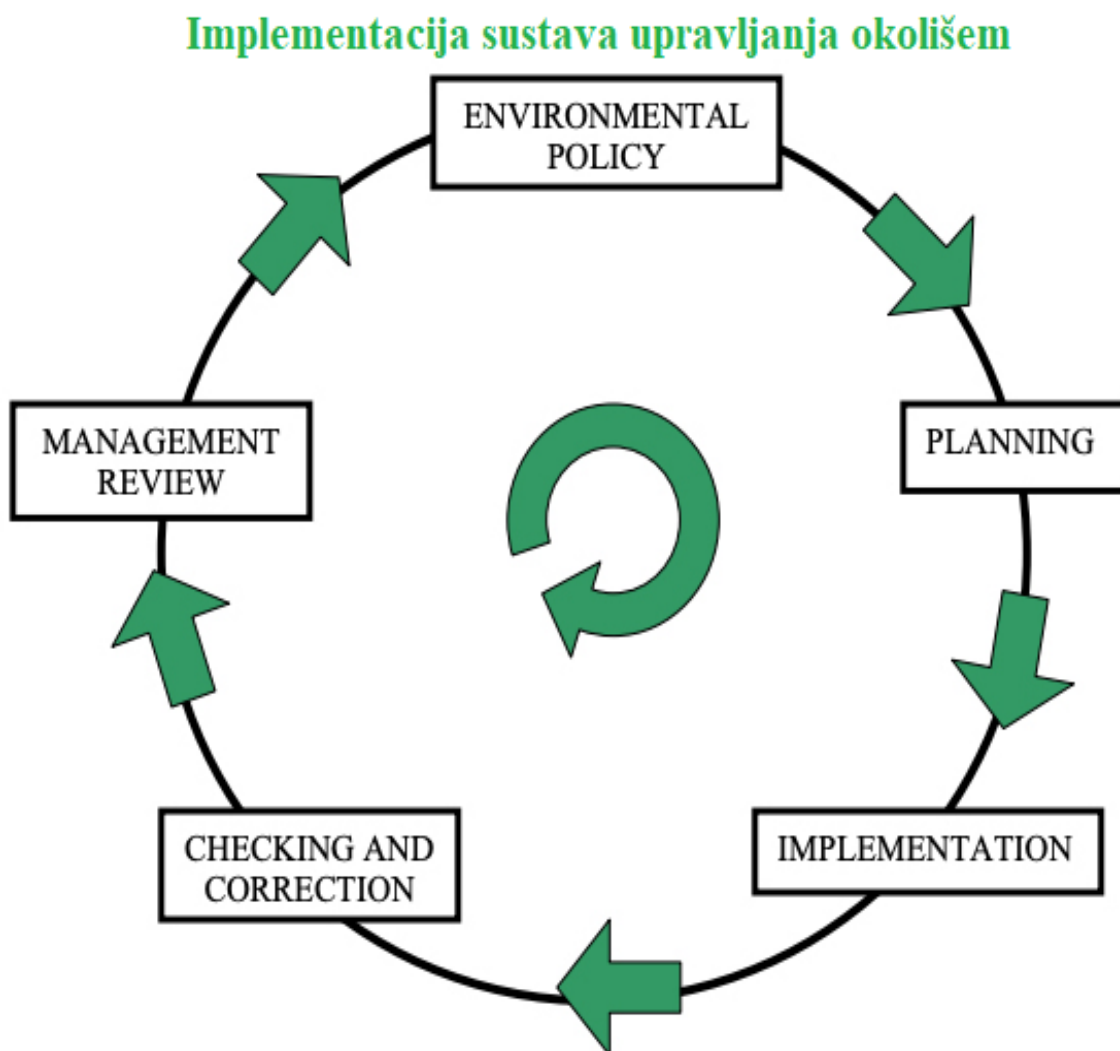 Implementacija sustava upravljanja okolišem
ENVIRONMENTAL
POLICY
PLANNING
IMPLEMENTATION
CHECKING AND
CORRECTION
MANAGEMENT
REVIEW